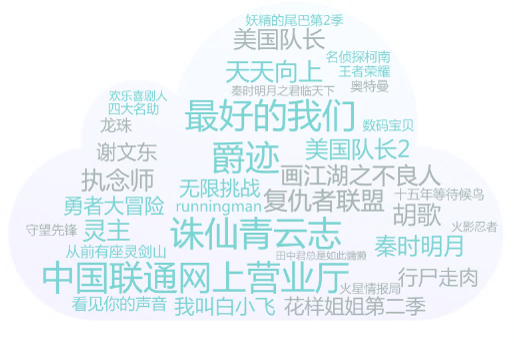 妖精的尾巴第2季
美国队长
名侦探柯南
天天向上
王者荣耀
奥特曼
秦时明月之君临天下
欢乐喜剧人
四大名助
最好的我们
龙珠
数码宝贝
谢文东
爵迹
美国队长2
执念师
无限挑战
画江湖之不良人
勇者大冒险
runningman
复仇者联盟
十五年等待候鸟
胡歌
守望先锋
灵主
诛仙青云志
火影忍者
从前有座灵剑山
田中君总是如此慵懒
秦时明月
中国联通网上营业厅
火星情报局
行尸走肉
看见你的声音
我叫白小飞
花样姐姐第二季